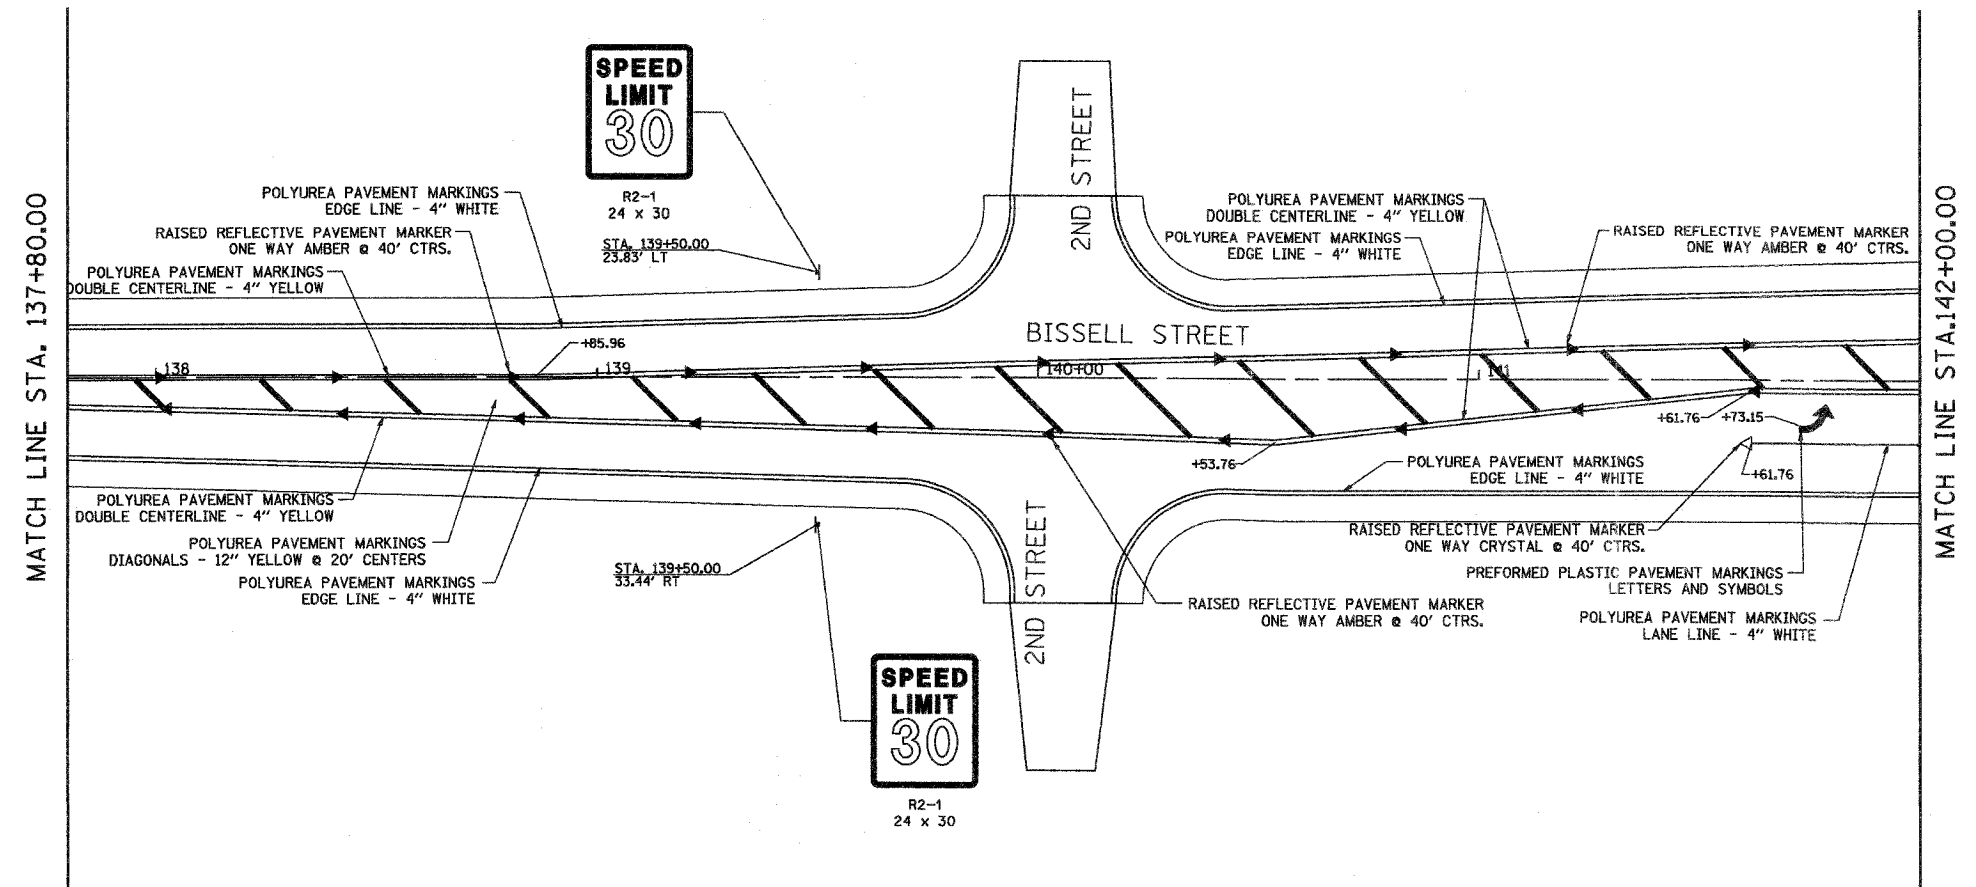 MATCH LINE STA. 137+80.00
SPEED
LIMIT
30
R2-1
24 x 30
STA. 139+50.00
23.83' LT
POLYUREA PAVEMENT MARKINGS
EDGE LINE - 4" WHITE
RAISED REFLECTIVE PAVEMENT MARKER
ONE WAY AMBER @ 40' CTRS.
POLYUREA PAVEMENT MARKINGS
DOUBLE CENTERLINE - 4" YELLOW
+85.96
138
139
2ND STREET
BISSELL STREET
140+00
141
POLYUREA PAVEMENT MARKINGS
DOUBLE CENTERLINE - 4" YELLOW
POLYUREA PAVEMENT MARKINGS
EDGE LINE - 4" WHITE
RAISED REFLECTIVE PAVEMENT MARKER
ONE WAY AMBER @ 40' CTRS.
+61.76
+73.15
+53.76
+61.76
POLYUREA PAVEMENT MARKINGS
DOUBLE CENTERLINE - 4" YELLOW
POLYUREA PAVEMENT MARKINGS
DIAGONALS - 12" YELLOW @ 20' CENTERS
POLYUREA PAVEMENT MARKINGS
EDGE LINE - 4" WHITE
STA. 139+50.00
33.44' RT
2ND STREET
POLYUREA PAVEMENT MARKINGS
EDGE LINE - 4" WHITE
RAISED REFLECTIVE PAVEMENT MARKER
ONE WAY CRYSTAL @ 40' CTRS.
PREFORMED PLASTIC PAVEMENT MARKINGS
LETTERS AND SYMBOLS
RAISED REFLECTIVE PAVEMENT MARKER
ONE WAY AMBER @ 40' CTRS.
POLYUREA PAVEMENT MARKINGS
LANE LINE - 4" WHITE
SPEED
LIMIT
30
R2-1
24 x 30
MATCH LINE STA.142+00.00